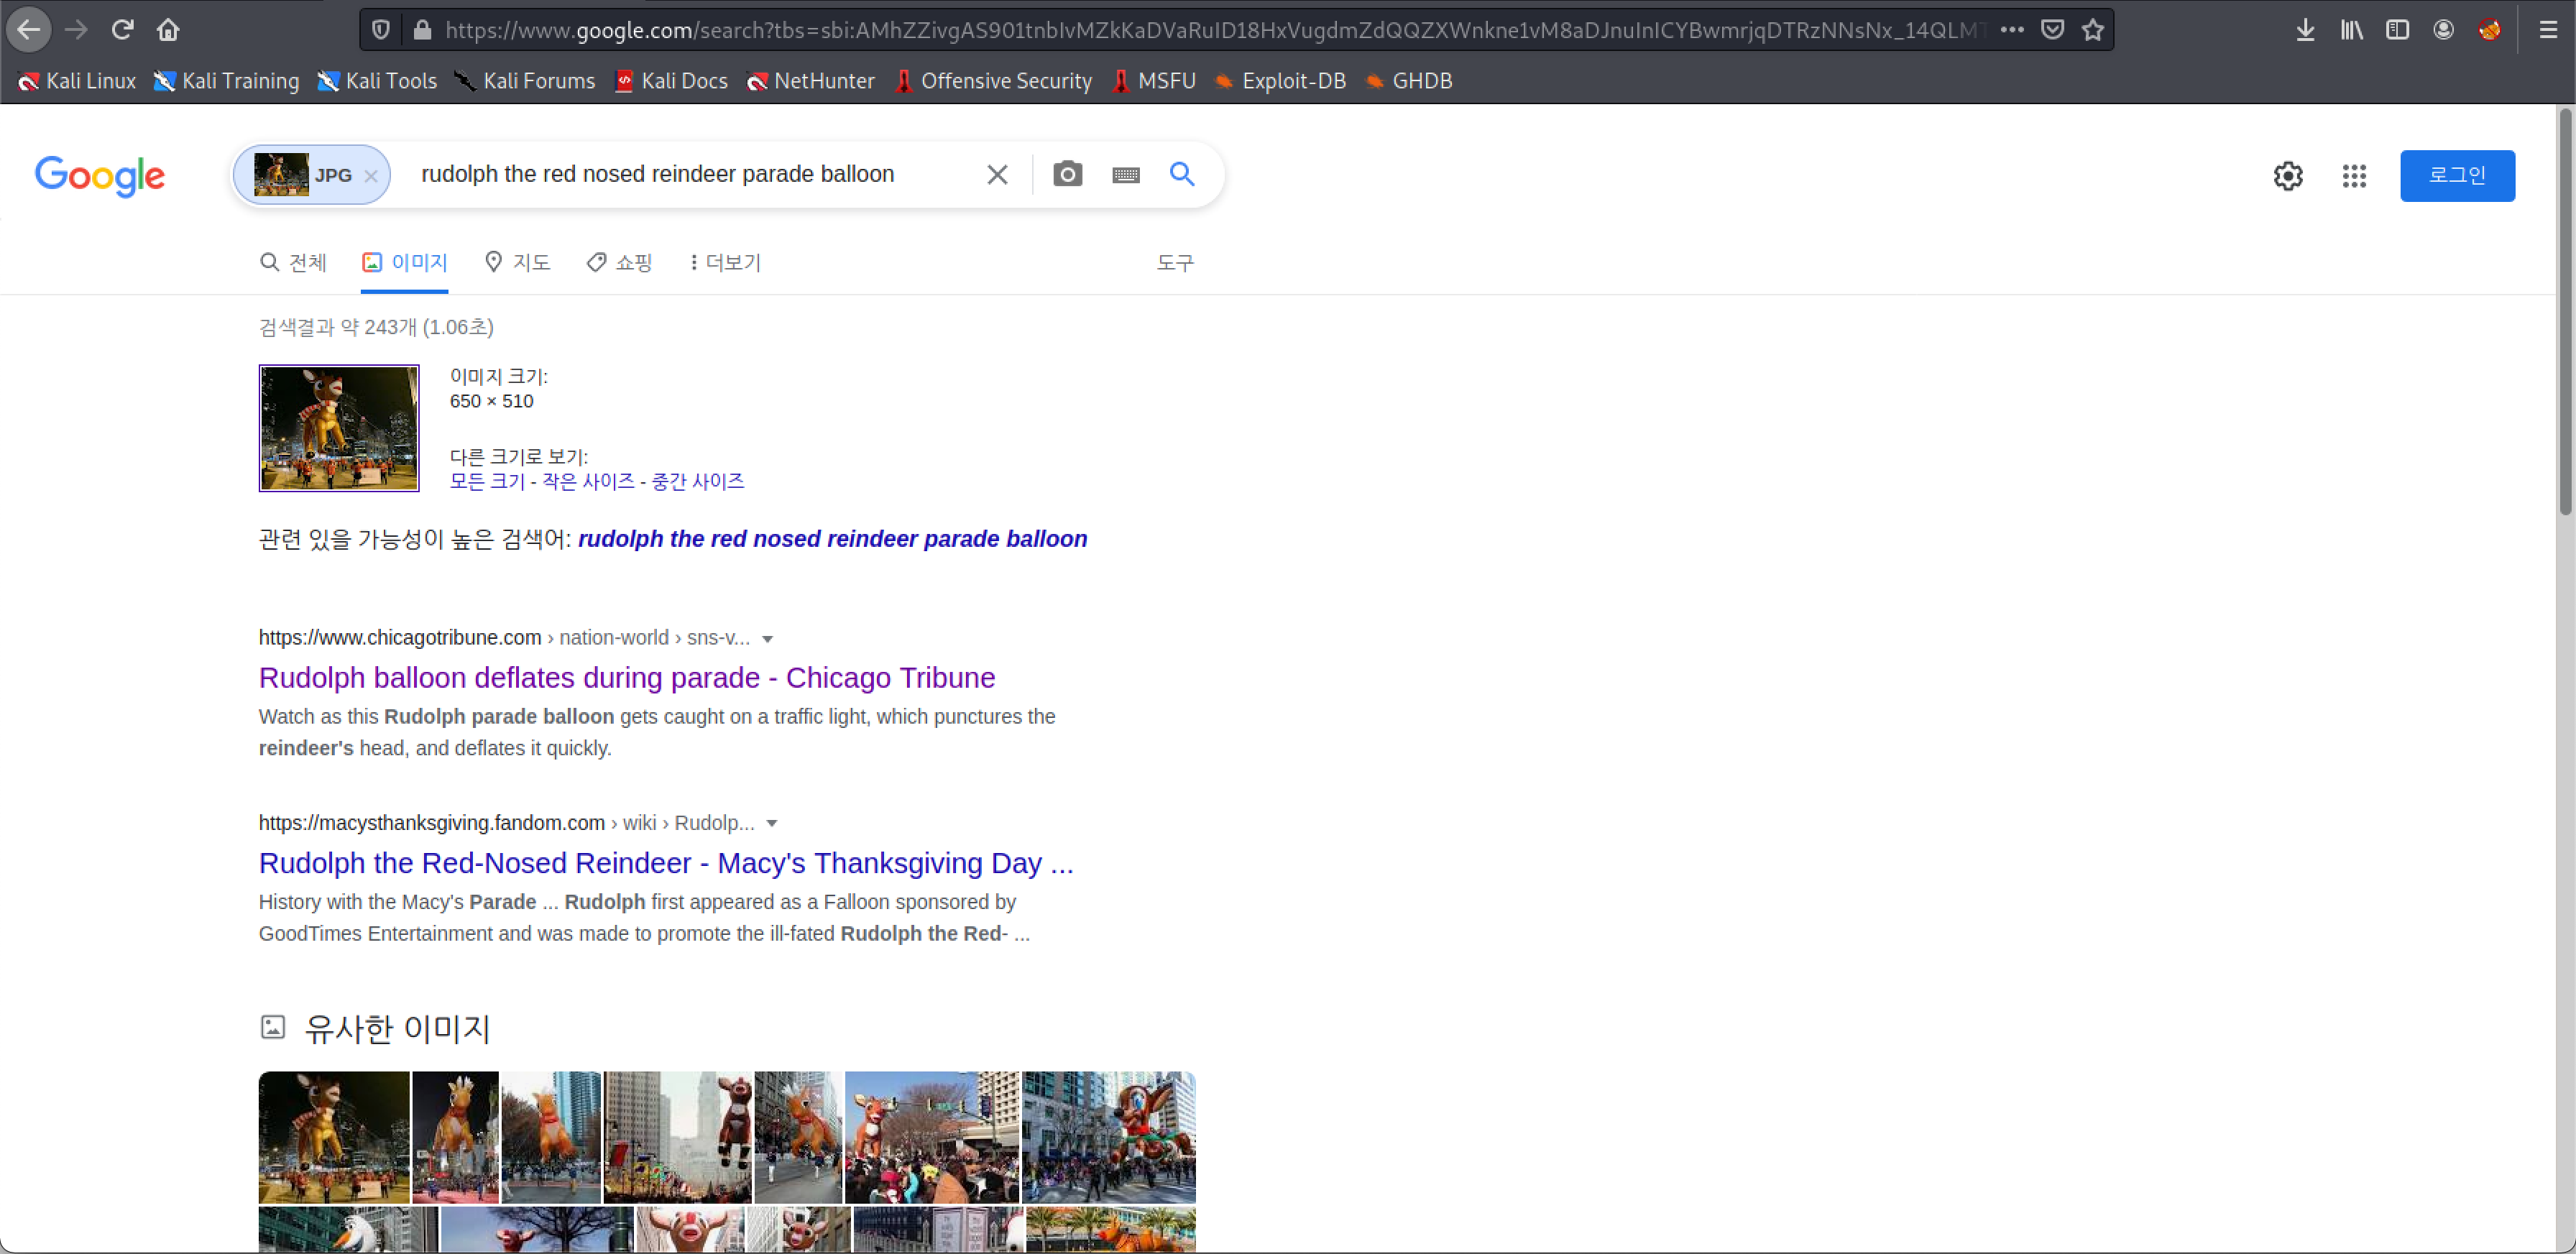 https://www.google.com/search?tbs=sbi:AMhZZivgAS901tnbIvMZkKaDVaRuID18HxVugdmZdQQZXWnkne1vM8aDJnuInICYBwmrjqDTRzNNsNx_14QLMT
Kali Linux Kali Training Kali Tools Kali Forums Kali Docs NetHunter Offensive Security MSFU Exploit-DB GHDB
Google JPG rudolph the red nosed reindeer parade balloon 로그인
전체 이미지 지도 쇼핑 더보기 도구
검색결과 약 243개 (1.06초)
이미지 크기:
650 × 510
다른 크기로 보기:
모든 크기 - 작은 사이즈 - 중간 사이즈
관련 있을 가능성이 높은 검색어: rudolph the red nosed reindeer parade balloon
https://www.chicagotribune.com › nation-world › sns-v...
Rudolph balloon deflates during parade - Chicago Tribune
Watch as this Rudolph parade balloon gets caught on a traffic light, which punctures the
reindeer's head, and deflates it quickly.
https://macysthanksgiving.fandom.com › wiki › Rudolp...
Rudolph the Red-Nosed Reindeer - Macy's Thanksgiving Day ...
History with the Macy's Parade ... Rudolph first appeared as a Falloon sponsored by
GoodTimes Entertainment and was made to promote the ill-fated Rudolph the Red- ...
유사한 이미지